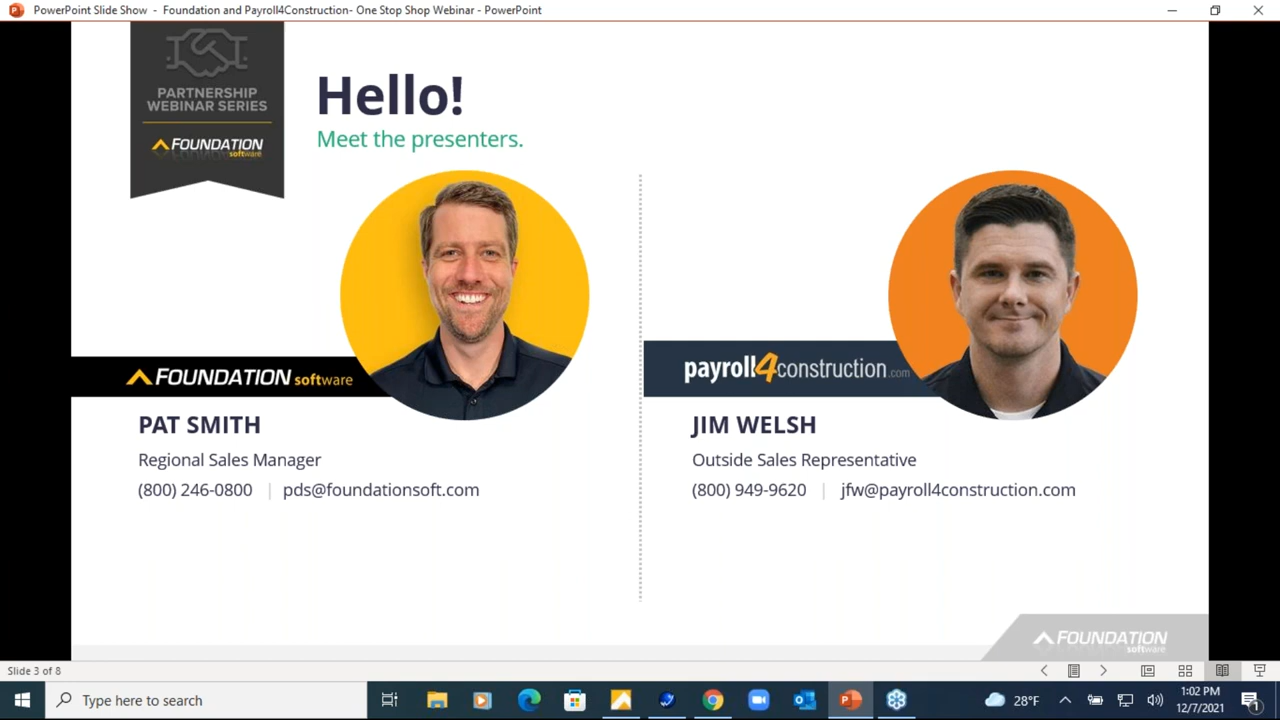 PowerPoint Slide Show - Foundation and Payroll4Construction- One Stop Shop Webinar - PowerPoint
PARTNERSHIP
WEBINAR SERIES
FOUNDATION
software
Hello!
Meet the presenters.
FOUNDATION software
PAT SMITH
Regional Sales Manager
(800) 246-0800 | pds@foundationsoft.com
payroll4construction.com
JIM WELSH
Outside Sales Representative
(800) 949-9620 | jfw@payroll4construction.com
FOUNDATION
software
Slide 3 of 8
Type here to search
28°F
1:02 PM
12/7/2021
1